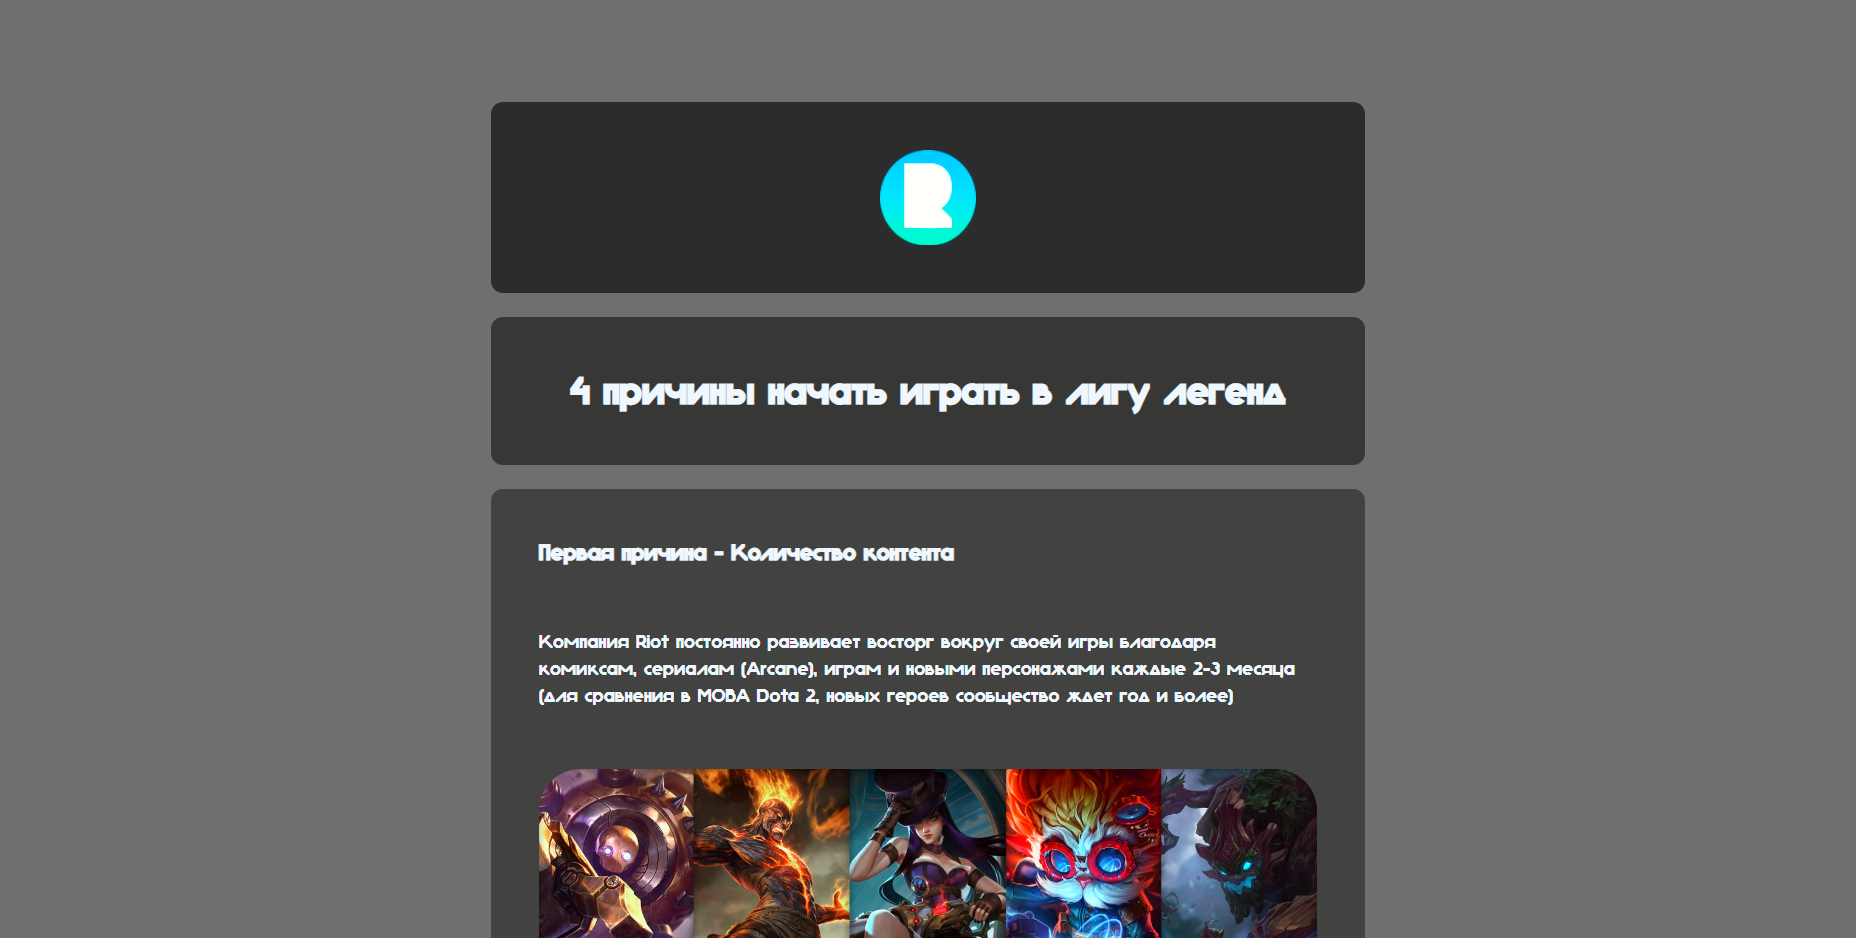 R
4 причины начать играть в лигу легенд
Первая причина - Количество контента
Компания Riot постоянно развивает восторг вокруг своей игры благодаря
комиксам, сериалам (Arcane), играм и новыми персонажами каждые 2-3 месяца
(для сравнения в MOBA Dota 2, новых героев сообщество ждет год и более)